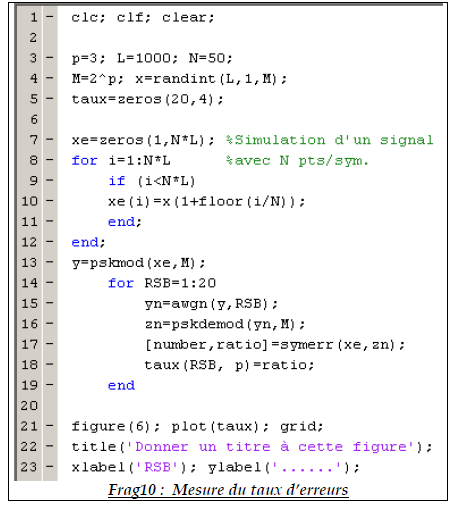 1 - clc; clf; clear;
2
3 - p=3; L=1000; N=50;
4 - M=2^p; x=randint(L,1,M);
5 - taux=zeros(20,4);
6
7 - xe=zeros(1,N*L); %Simulation d'un signal
8 - for i=1:N*L %avec N pts/sym.
9 - if (i<N*L)
10 - xe(i)=x(1+floor(i/N));
11 - end;
12 - end;
13 - y=pskmod(xe,M);
14 - for RSB=1:20
15 - yn=awgn(y,RSB);
16 - zn=pskdemod(yn,M);
17 - [number,ratio]=symerr(xe,zn);
18 - taux(RSB, p)=ratio;
19 - end
20
21 - figure(6); plot(taux); grid;
22 - title('Donner un titre à cette figure');
23 - xlabel('RSB'); ylabel('......');
Frag10 : Mesure du taux d'erreurs